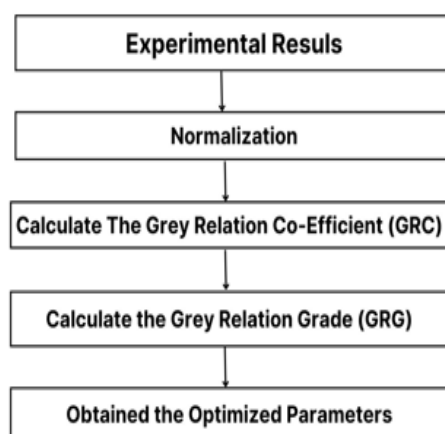 Experimental Resuls
Normalization
Calculate The Grey Relation Co-Efficient (GRC)
Calculate the Grey Relation Grade (GRG)
Obtained the Optimized Parameters